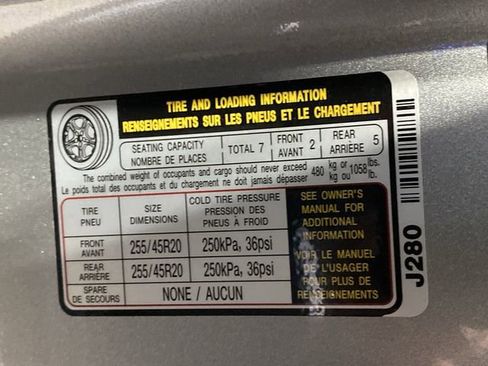 TIRE AND LOADING INFORMATION
RENSEIGNEMENTS SUR LES PNEUS ET LE CHARGEMENT
SEATING CAPACITY
NOMBRE DE PLACES
TOTAL 7
FRONT
AVANT 2
REAR
ARRIÈRE 5
The combined weight of occupants and cargo should never exceed 480 kg or 1058 lbs.
Le poids total des occupants et du chargement ne doit jamais dépasser 480 kg ou 1058 lb.
TIRE
PNEU
SIZE
DIMENSIONS
COLD TIRE PRESSURE
PRESSION DES
PNEUS À FROID
FRONT
AVANT
255/45R20
250kPa, 36psi
REAR
ARRIÈRE
255/45R20
250kPa, 36psi
SPARE
DE SECOURS
NONE / AUCUN
SEE OWNER'S
MANUAL FOR
ADDITIONAL
INFORMATION
VOIR LE MANUEL
DE L'USAGER
POUR PLUS DE
RENSEIGNEMENTS
J280